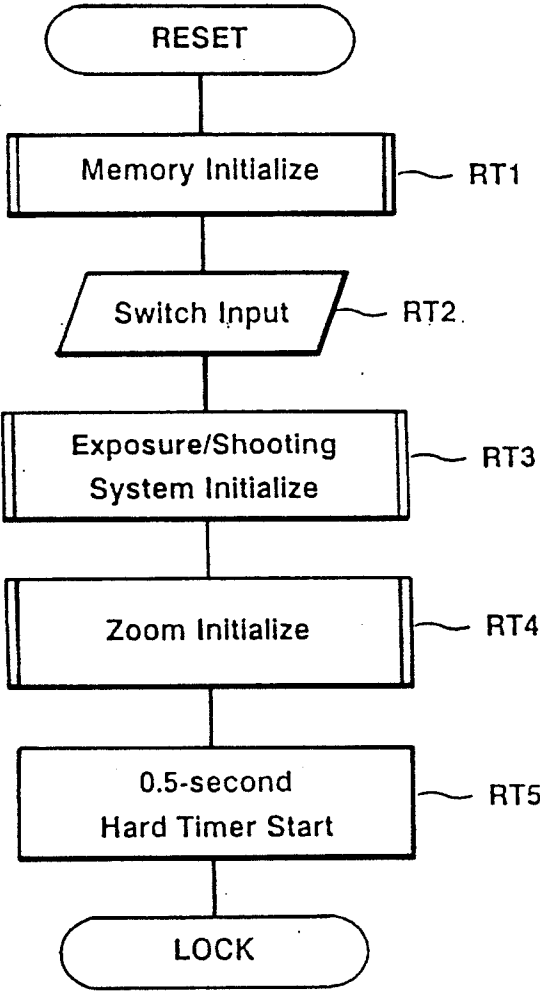 RESET
Memory Initialize
RT1
Switch Input
RT2
Exposure/Shooting
System Initialize
RT3
Zoom Initialize
RT4
0.5-second
Hard Timer Start
RT5
LOCK